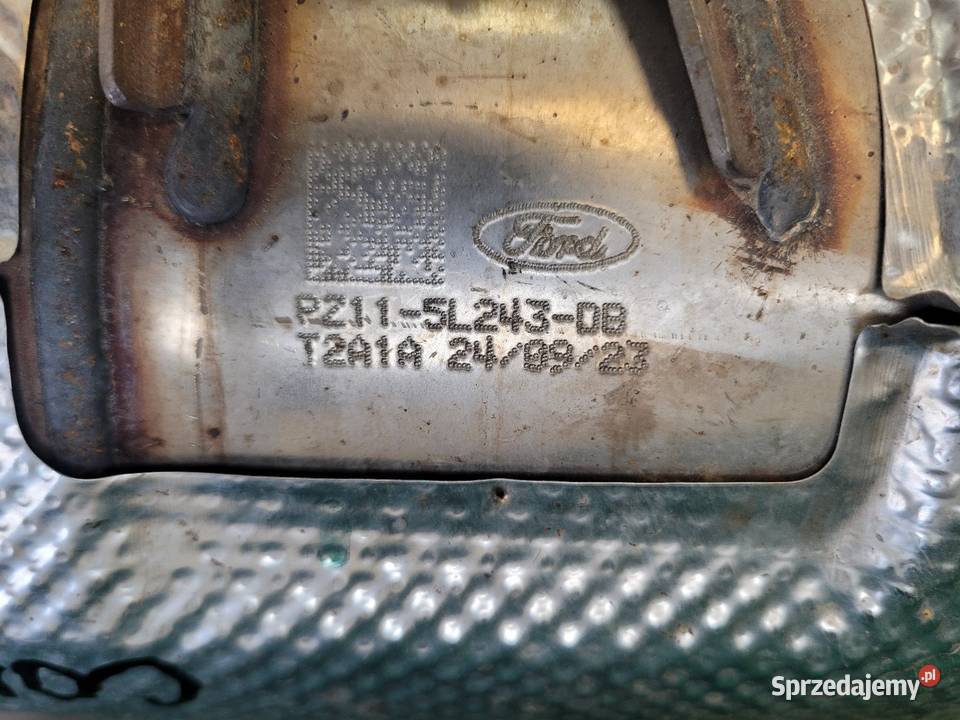 Ford
PZ11-5L243-DB
T2A1A 24/09/23
Sprzedajemy.pl